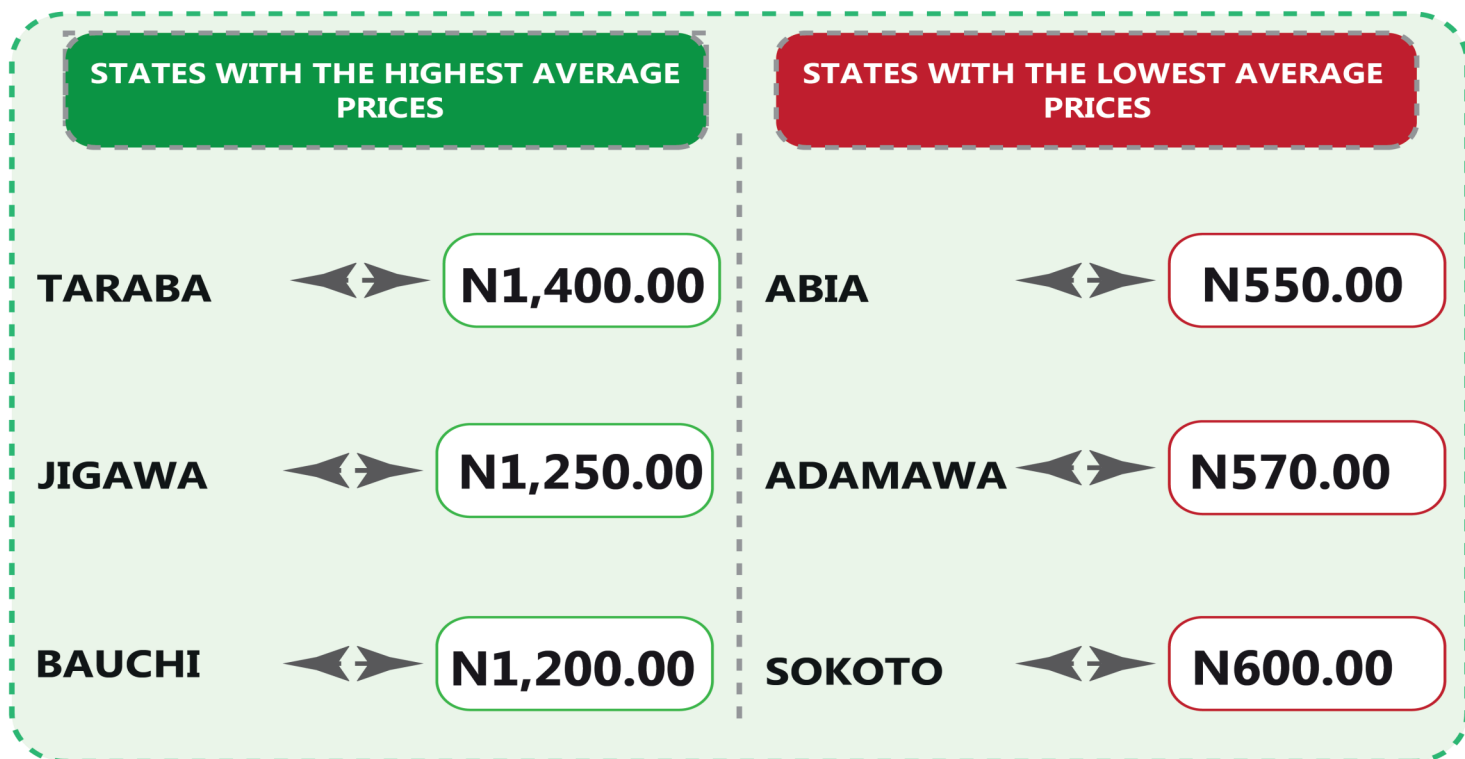 STATES WITH THE HIGHEST AVERAGE
PRICES
TARABA N1,400.00
JIGAWA N1,250.00
BAUCHI N1,200.00
STATES WITH THE LOWEST AVERAGE
PRICES
ABIA N550.00
ADAMAWA N570.00
SOKOTO N600.00